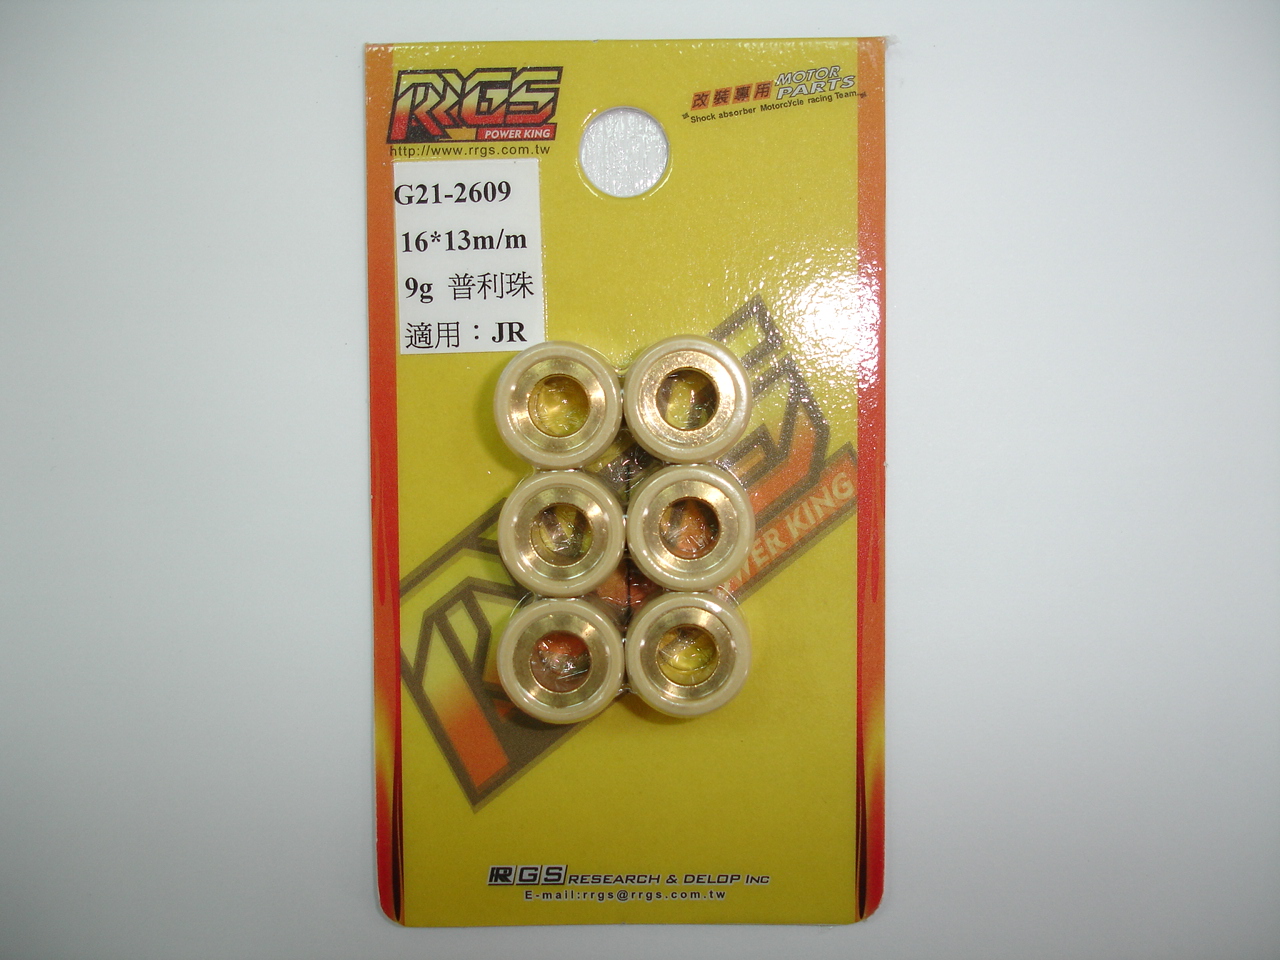 RRGS
POWER KING
http://www.rrgs.com.tw
改裝專用 MOTOR PARTS
Shock absorber Motorcycle racing Team
G21-2609
16*13m/m
9g 普利珠
適用：JR
POWER KING
RRGS RESEARCH & DELOP INC
E-mail:rrgs@rrgs.com.tw